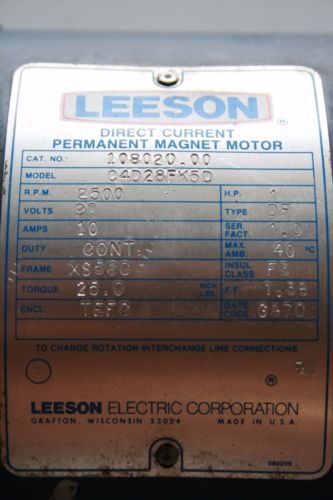 LEESON ®
DIRECT CURRENT
PERMANENT MAGNET MOTOR
CAT. NO. 108020.00
MODEL C4D28FK5D
R.P.M. 2500 H.P. 1
VOLTS 90 TYPE DF
AMPS 10 SER. FACT. 1.0
DUTY CONT. MAX. AMB. 40 °C
FRAME XS56C INSUL CLASS
TORQUE 25.0 INCH LBS. F.F.
ENCL. TEFC DATE CODE
TO CHANGE ROTATION INTERCHANGE LINE CONNECTIONS
®
LEESON ELECTRIC CORPORATION
GRAFTON, WISCONSIN 53024 MADE IN U.S.A.
080209